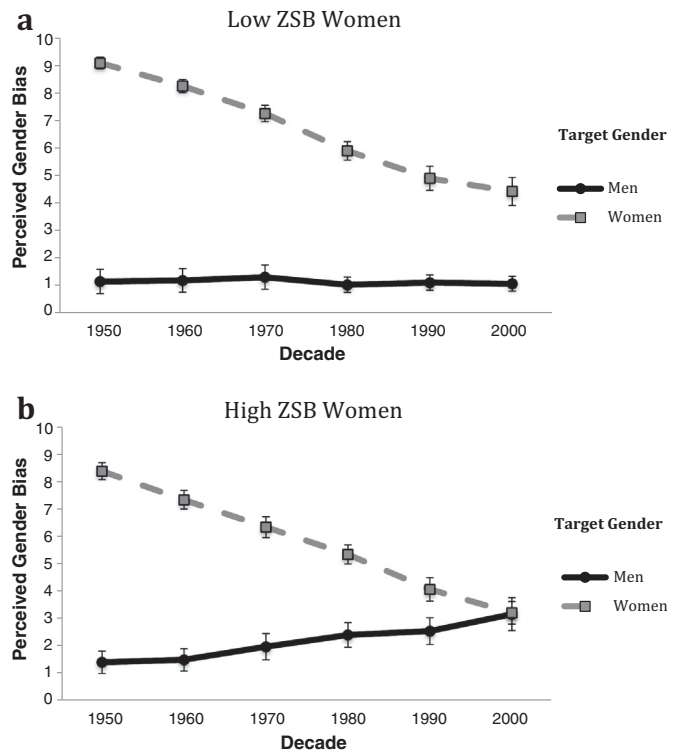 a
Low ZSB Women
10
9
8
7
6
5
4
3
2
1
0
Perceived Gender Bias
1950 1960 1970 1980 1990 2000
Decade
Target Gender
Men
Women
b
High ZSB Women
10
9
8
7
6
5
4
3
2
1
0
Perceived Gender Bias
1950 1960 1970 1980 1990 2000
Decade
Target Gender
Men
Women